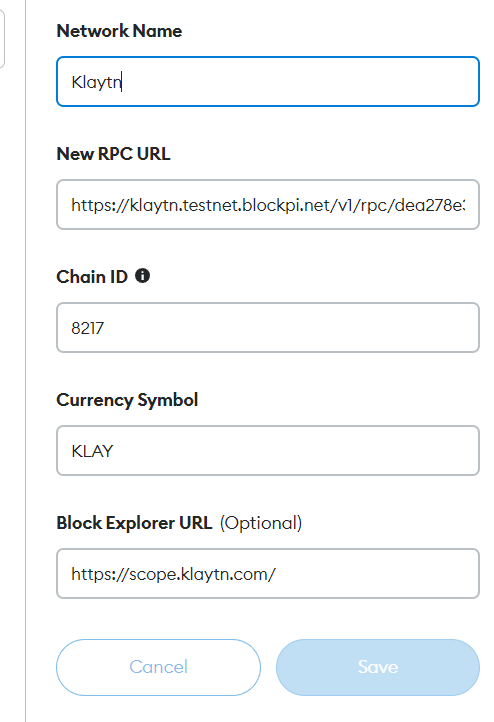 Network Name
Klaytn
New RPC URL
https://klaytn.testnet.blockpi.net/v1/rpc/dea278e
Chain ID
8217
Currency Symbol
KLAY
Block Explorer URL (Optional)
https://scope.klaytn.com/
Cancel
Save